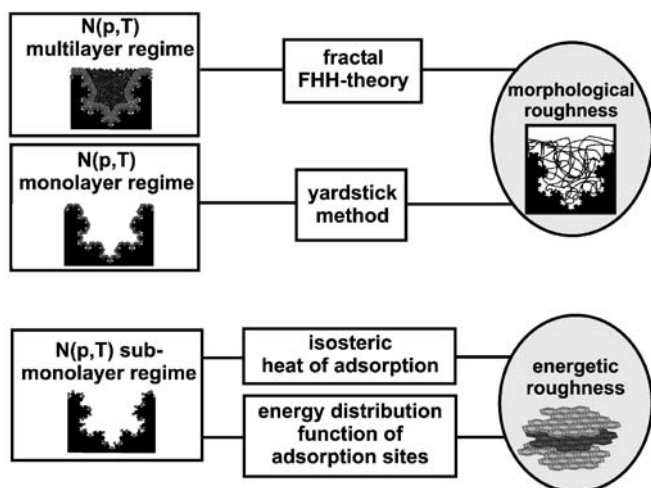 N(p,T)
multilayer regime
fractal
FHH-theory
morphological
roughness
N(p,T)
monolayer regime
yardstick
method
N(p,T) sub-
monolayer regime
isosteric
heat of adsorption
energy distribution
function of
adsorption sites
energetic
roughness